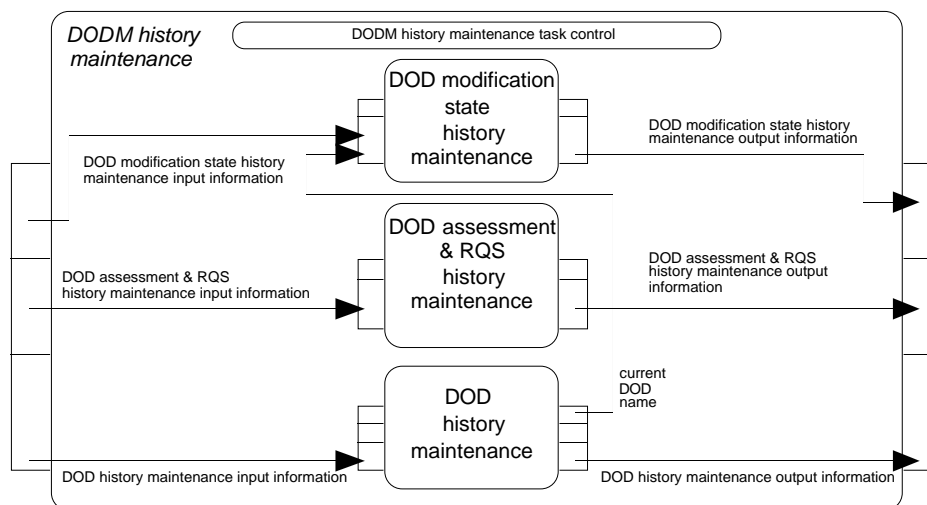 DODM history
maintenance
DODM history maintenance task control
DOD modification
state
history
maintenance
DOD modification state history
maintenance input information
DOD modification state history
maintenance output information
DOD assessment
& RQS
history
maintenance
DOD assessment & RQS
history maintenance input information
DOD assessment & RQS
history maintenance output
information
current
DOD
name
DOD
history
maintenance
DOD history maintenance input information
DOD history maintenance output information